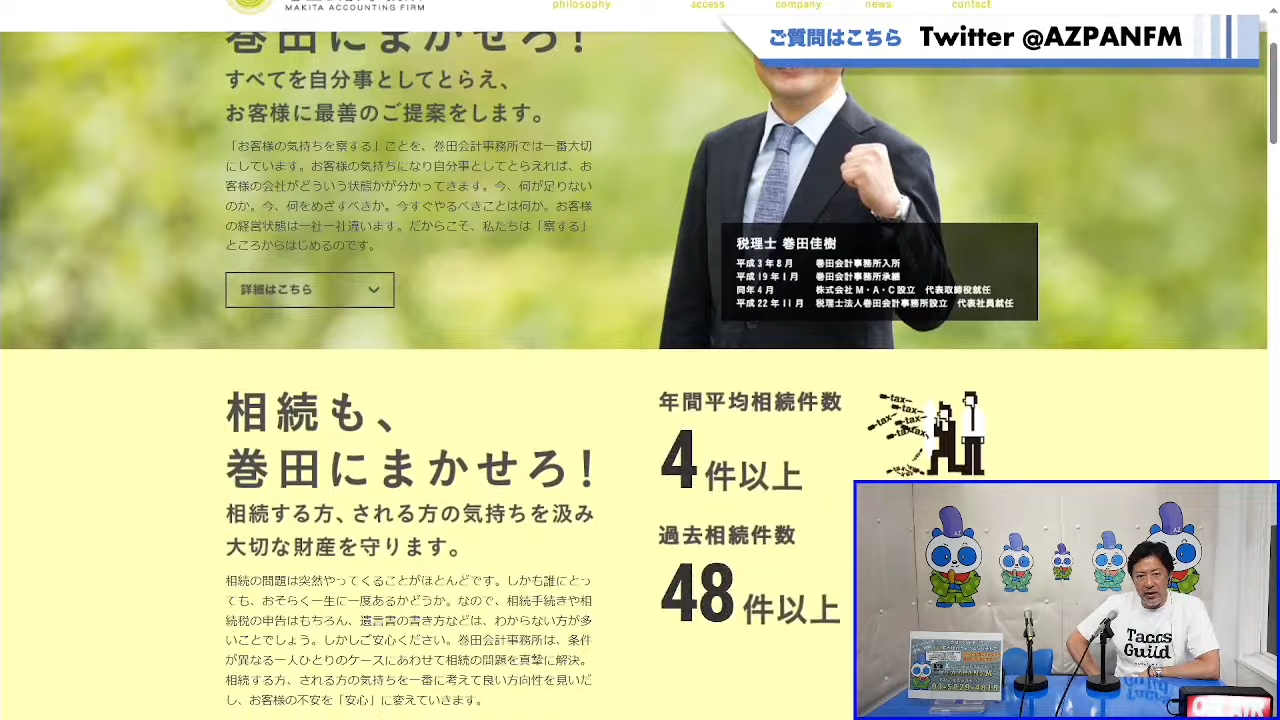 MAKITA ACCOUNTING FIRM
philosophy
access
company
news
contact
ご質問はこちら Twitter @AZPANFM
巻田にまかせろ！
すべてを自分事としてとらえ、
お客様に最善のご提案をします。
「お客様の気持ちを察する」ことを、巻田会計事務所では一番大切
にしています。お客様の気持ちになり自分事としてとらえれば、お
客様の会社がどういう状態かが分かってきます。今、何が足りない
のか。今、何をめざすべきか。今すぐやるべきことは何か。お客様
の経営状態は一社一社違います。だからこそ、私たちは「察する」
ところからはじめるのです。
詳細はこちら
税理士 巻田佳樹
平成3年8月 巻田会計事務所入所
平成19年1月 巻田会計事務所承継
同年4月 株式会社M・A・C設立 代表取締役就任
平成22年11月 税理士法人巻田会計事務所設立 代表社員就任
相続も、
巻田にまかせろ！
相続する方、される方の気持ちを汲み
大切な財産を守ります。
相続の問題は突然やってくることがほとんどです。しかも誰にとっ
ても、おそらく一生に一度あるかどうか。なので、相続手続きや相
続税の申告はもちろん、遺言書の書き方などは、わからない方が多
いことでしょう。しかしご安心ください。巻田会計事務所は、条件
が異なる一人ひとりのケースにあわせて相続の問題を真摯に解決。
相続する方、される方の気持ちを一番に考えて良い方向性を見いだ
し、お客様の不安を「安心」に変えていきます。
年間平均相続件数
4件以上
過去相続件数
48件以上
-tax-
-tax-
-tax-
-tax-
Taccs
Guild
03-5829-4815